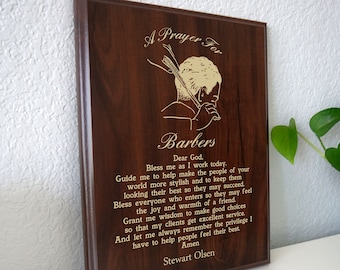 A Prayer For
Barbers
Dear God,
Bless me as I work today.
Guide me to help make the people of your
world more stylish and to keep them
looking their best so they may succeed.
Bless everyone who enters so they may feel
the joy and warmth of a friend.
Grant me wisdom to make good choices
so that my clients get excellent service.
And let me always remember the privilege I
have to help people feel their best.
Amen
Stewart Olsen